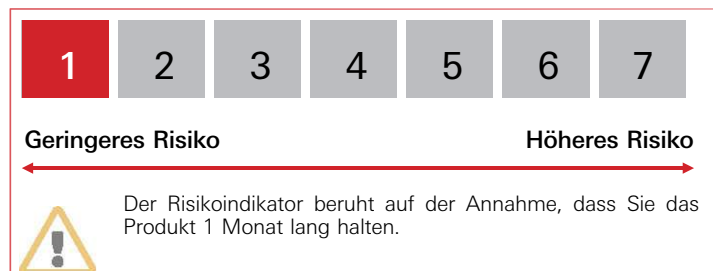 1 2 3 4 5 6 7
Geringeres Risiko Höheres Risiko
Der Risikoindikator beruht auf der Annahme, dass Sie das
Produkt 1 Monat lang halten.